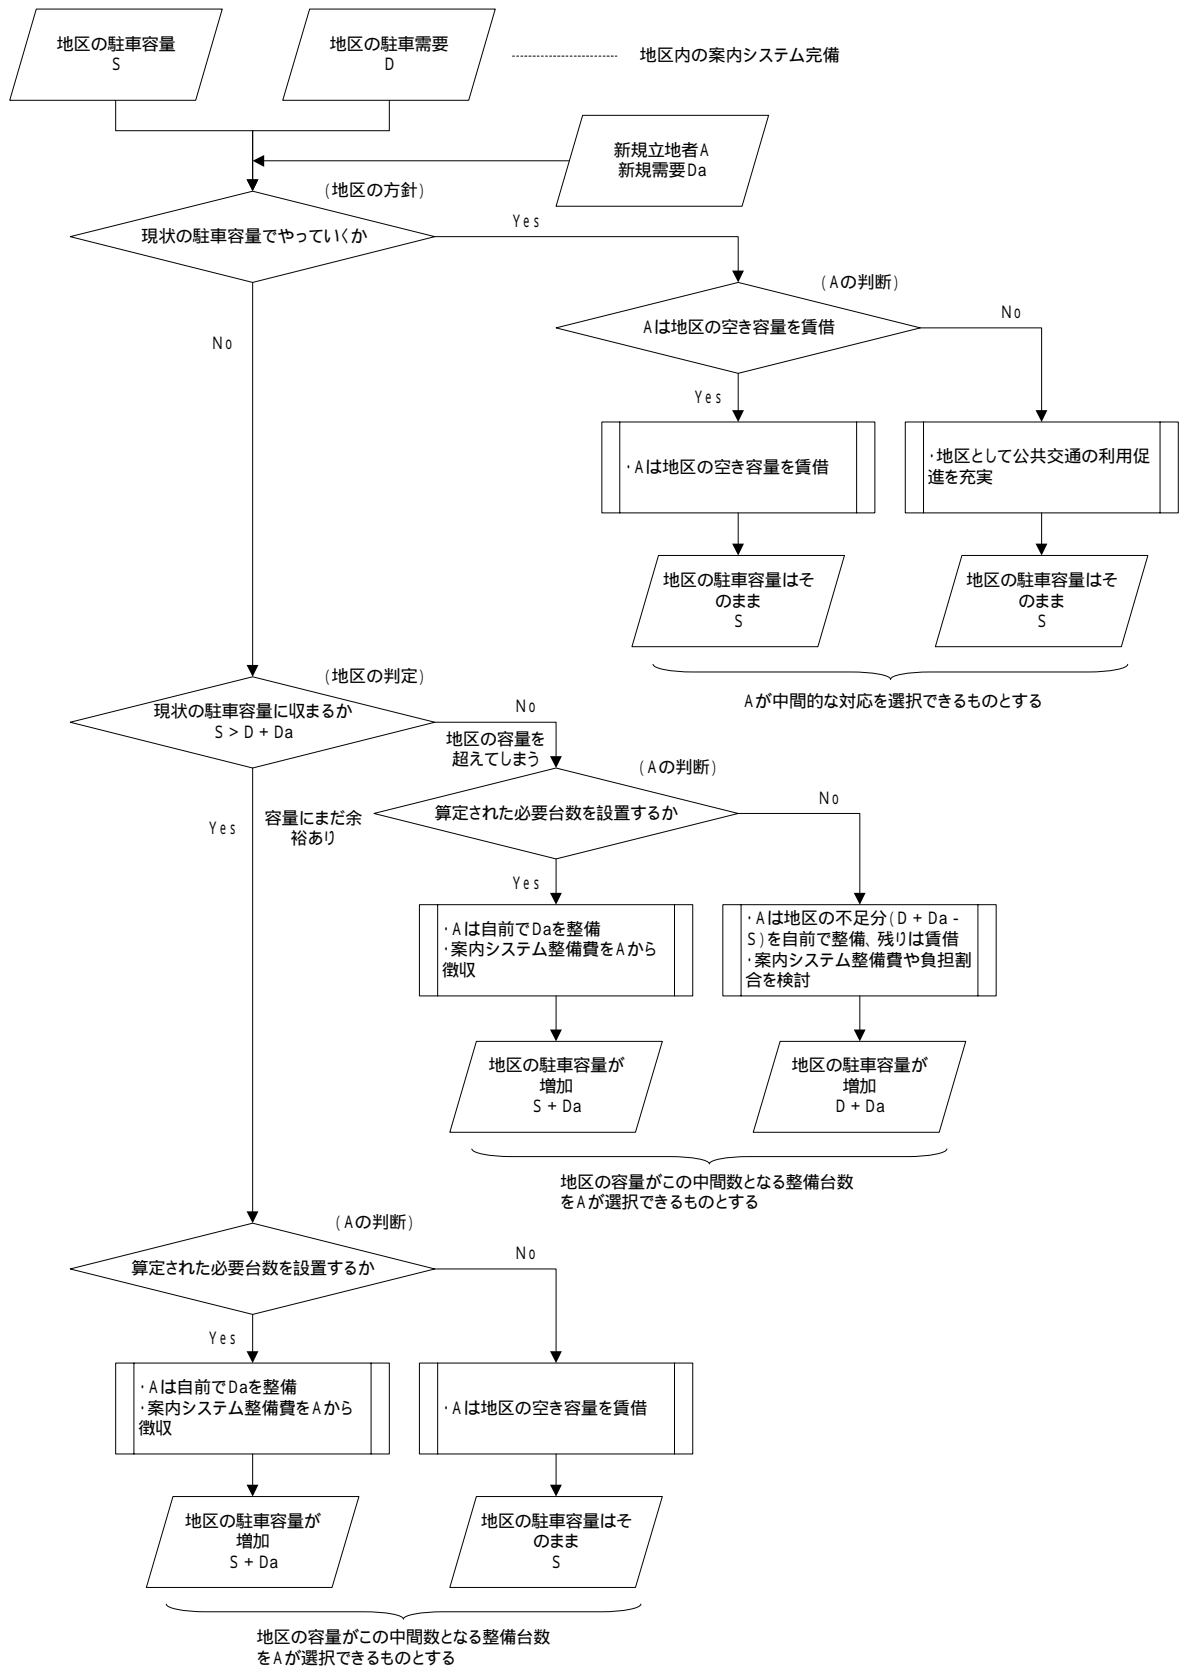 地区の駐車容量
S
地区の駐車需要
D
地区内の案内システム完備
新規立地者A
新規需要Da
(地区の方針)
現状の駐車容量でやっていくか
Yes
No
(Aの判断)
Aは地区の空き容量を賃借
No
Yes
・Aは地区の空き容量を賃借
・地区として公共交通の利用促
進を充実
地区の駐車容量はそ
のまま
S
地区の駐車容量はそ
のまま
S
Aが中間的な対応を選択できるものとする
(地区の判定)
現状の駐車容量に収まるか
S > D + Da
No
地区の容量を
超えてしまう
Yes
容量にまだ余
裕あり
(Aの判断)
算定された必要台数を設置するか
No
Yes
・Aは自前でDaを整備
・案内システム整備費をAから
徴収
・Aは地区の不足分(D + Da -
S)を自前で整備、残りは賃借
・案内システム整備費や負担割
合を検討
地区の駐車容量が
増加
S + Da
地区の駐車容量が
増加
D + Da
地区の容量がこの中間数となる整備台数
をAが選択できるものとする
(Aの判断)
算定された必要台数を設置するか
No
Yes
・Aは自前でDaを整備
・案内システム整備費をAから
徴収
・Aは地区の空き容量を賃借
地区の駐車容量が
増加
S + Da
地区の駐車容量はそ
のまま
S
地区の容量がこの中間数となる整備台数
をAが選択できるものとする